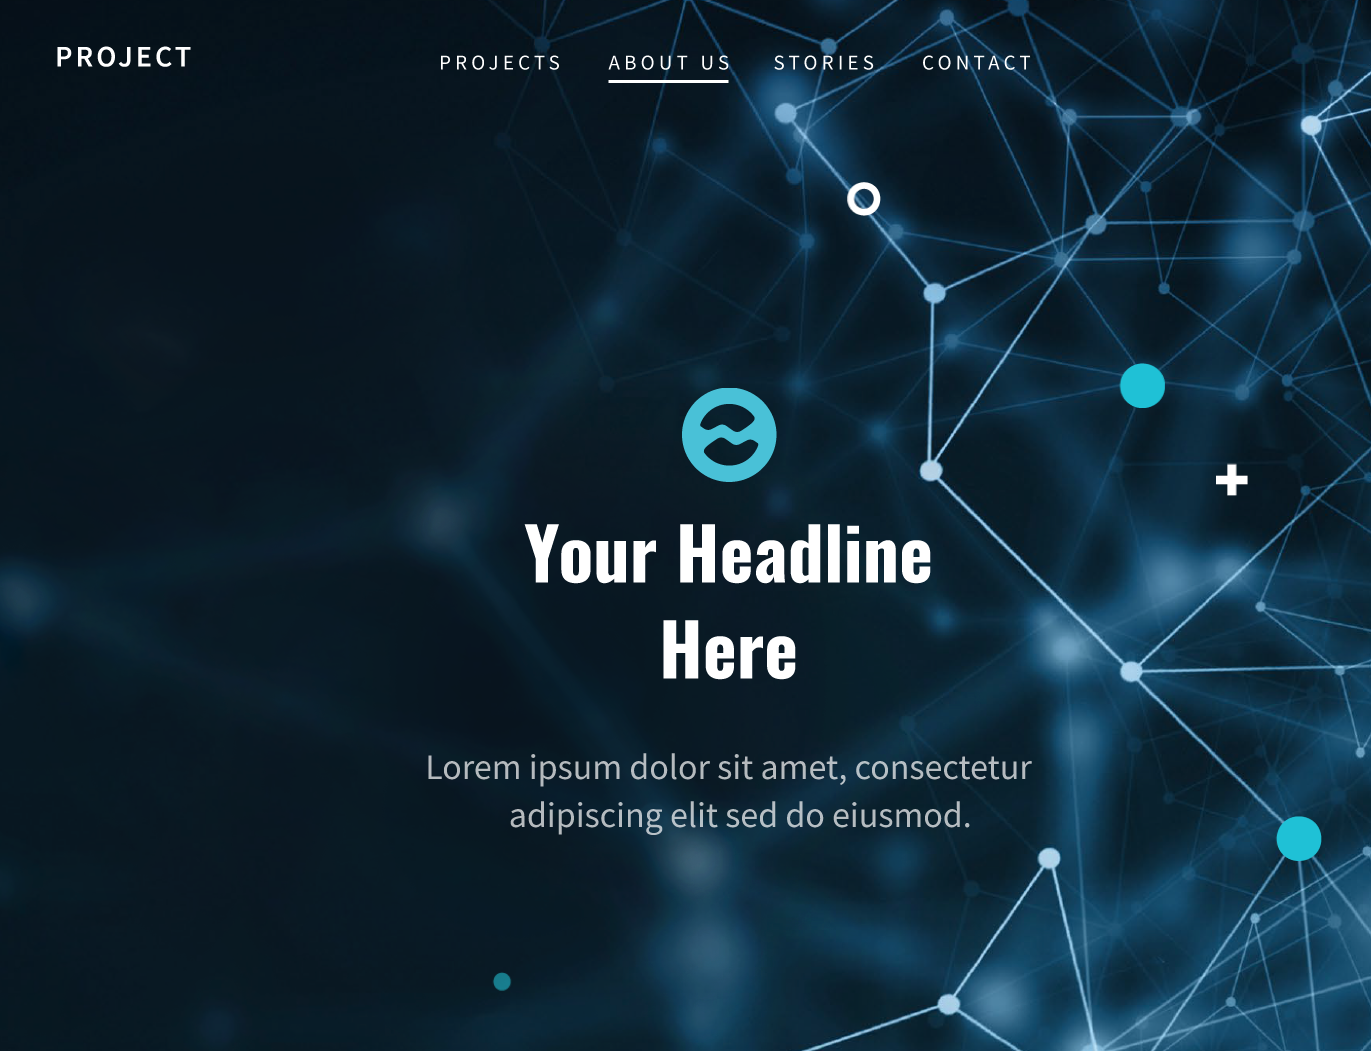 PROJECT
PROJECTS ABOUT US STORIES CONTACT
Your Headline
Here
Lorem ipsum dolor sit amet, consectetur
adipiscing elit sed do eiusmod.